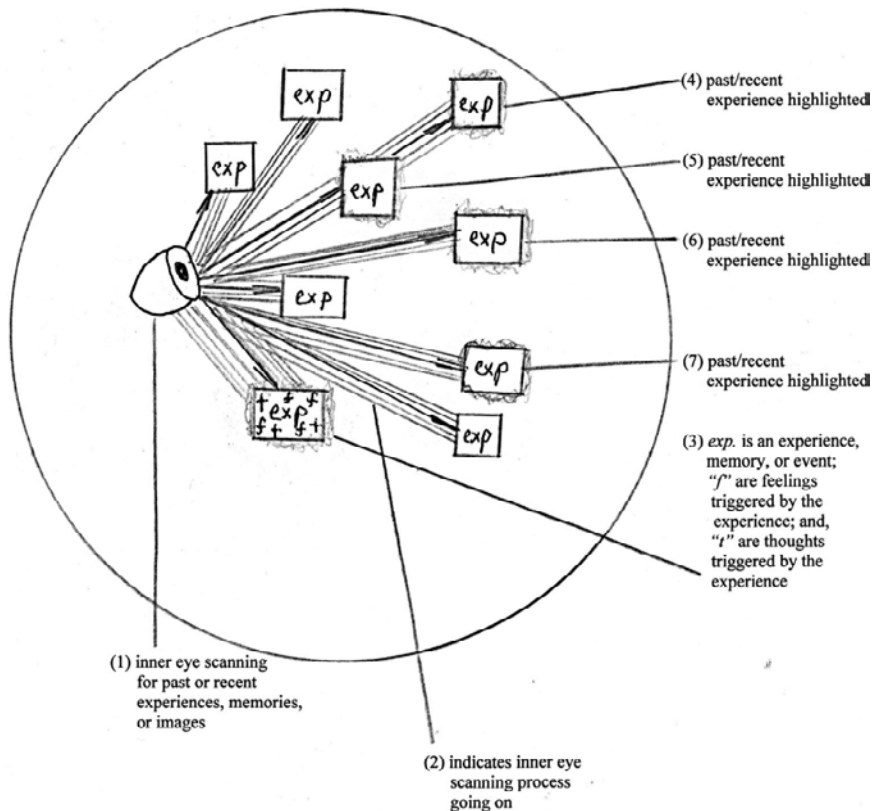 exp
exp
exp
exp
exp
exp
exp
exp
t f f
exp
f t f t
(4) past/recent
experience highlighted
(5) past/recent
experience highlighted
(6) past/recent
experience highlighted
(7) past/recent
experience highlighted
(3) exp. is an experience,
memory, or event;
"f" are feelings
triggered by the
experience; and,
"t" are thoughts
triggered by the
experience
(1) inner eye scanning
for past or recent
experiences, memories,
or images
(2) indicates inner eye
scanning process
going on